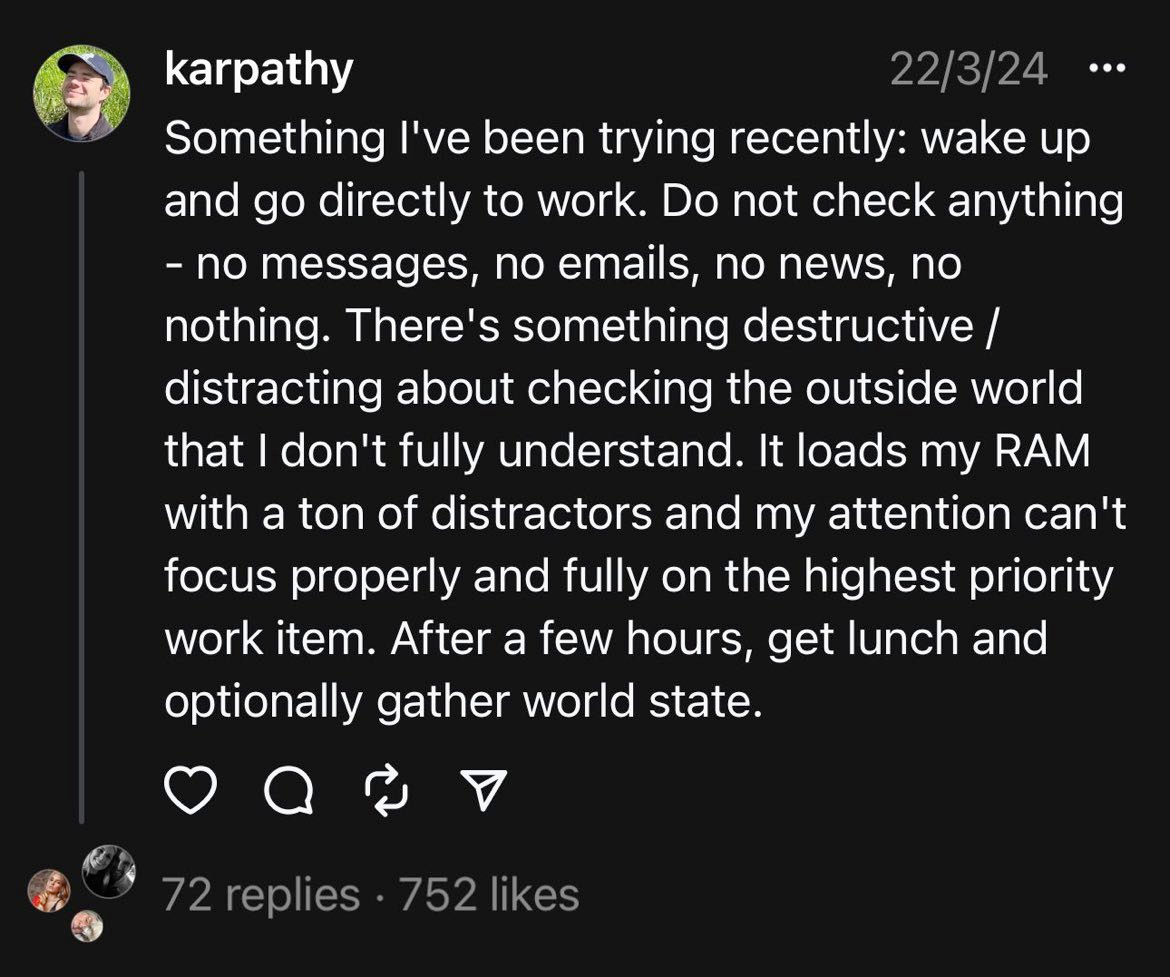 karpathy
22/3/24
Something I've been trying recently: wake up
and go directly to work. Do not check anything
- no messages, no emails, no news, no
nothing. There's something destructive /
distracting about checking the outside world
that I don't fully understand. It loads my RAM
with a ton of distractors and my attention can't
focus properly and fully on the highest priority
work item. After a few hours, get lunch and
optionally gather world state.
72 replies · 752 likes